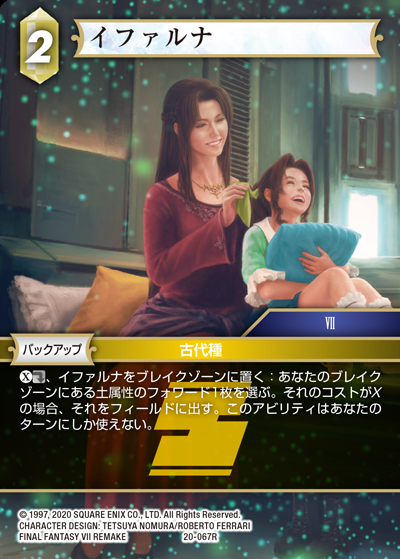 2
イファルナ
VII
バックアップ
古代種
X、イファルナをブレイクゾーンに置く:あなたのブレイク
ゾーンにある土属性のフォワード1枚を選ぶ。それのコストがX
の場合、それをフィールドに出す。このアビリティはあなたの
ターンにしか使えない。
© 1997, 2020 SQUARE ENIX CO., LTD. All Rights Reserved.
CHARACTER DESIGN: TETSUYA NOMURA/ROBERTO FERRARI
FINAL FANTASY VII REMAKE 20-067R